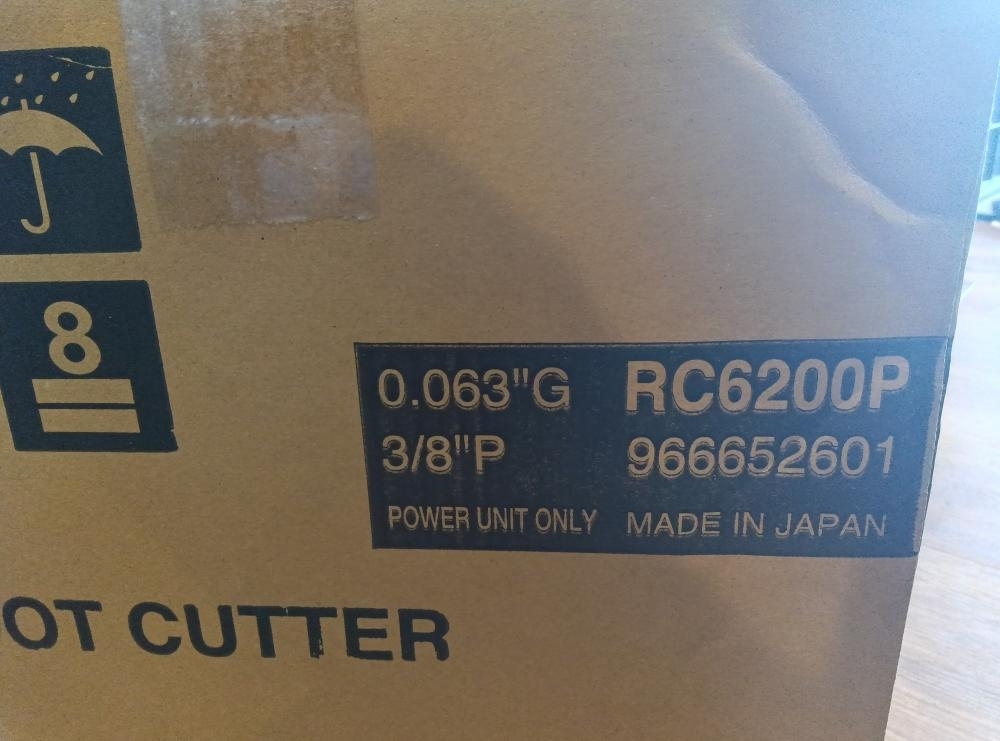 8
0.063"G RC6200P
3/8"P 966652601
POWER UNIT ONLY MADE IN JAPAN
OT CUTTER